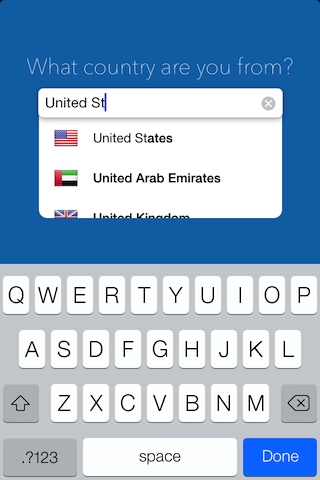 What country are you from?
United St
United States
United Arab Emirates
United Kingdom
Q W E R T Y U I O P
A S D F G H J K L
Z X C V B N M
.?123 space Done